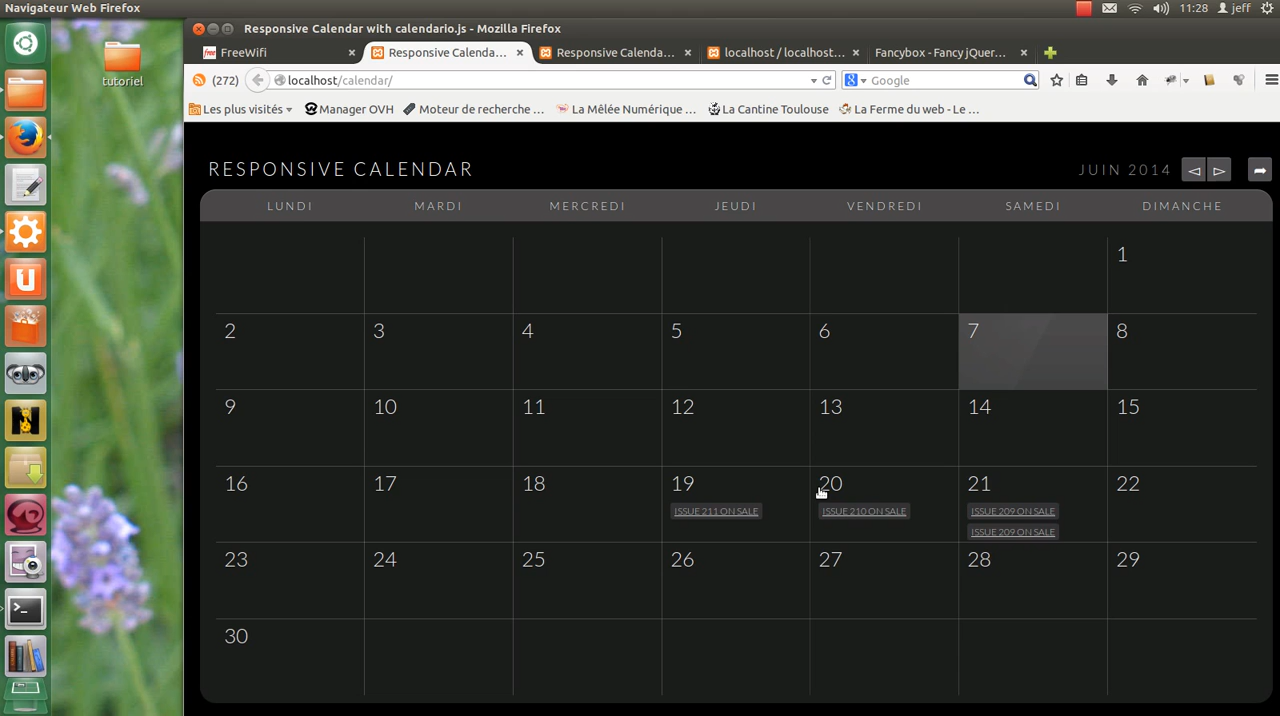 Navigateur Web Firefox
11:28 jeff
tutoriel
Responsive Calendar with calendario.js - Mozilla Firefox
free FreeWifi
Responsive Calenda...
Responsive Calenda...
localhost / localhost...
Fancybox - Fancy jQuer...
(272)
localhost/calendar/
Google
Les plus visités
Manager OVH
Moteur de recherche ...
La Mêlée Numérique ...
La Cantine Toulouse
La Ferme du web - Le ...
RESPONSIVE CALENDAR
JUIN 2014
LUNDI MARDI MERCREDI JEUDI VENDREDI SAMEDI DIMANCHE
1
2 3 4 5 6 7 8
9 10 11 12 13 14 15
16 17 18 19 20 21 22
ISSUE 211 ON SALE ISSUE 210 ON SALE ISSUE 209 ON SALE
ISSUE 209 ON SALE
23 24 25 26 27 28 29
30